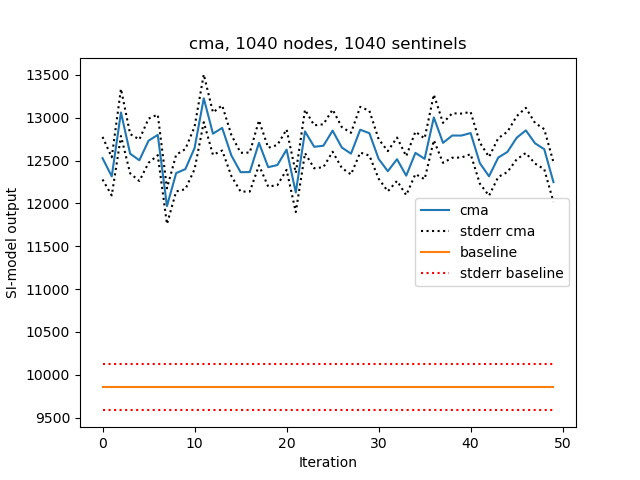 cma, 1040 nodes, 1040 sentinels
SI-model output
13500
13000
12500
12000
11500
11000
10500
10000
9500
cma
stderr cma
baseline
stderr baseline
0
10
20
30
40
50
Iteration